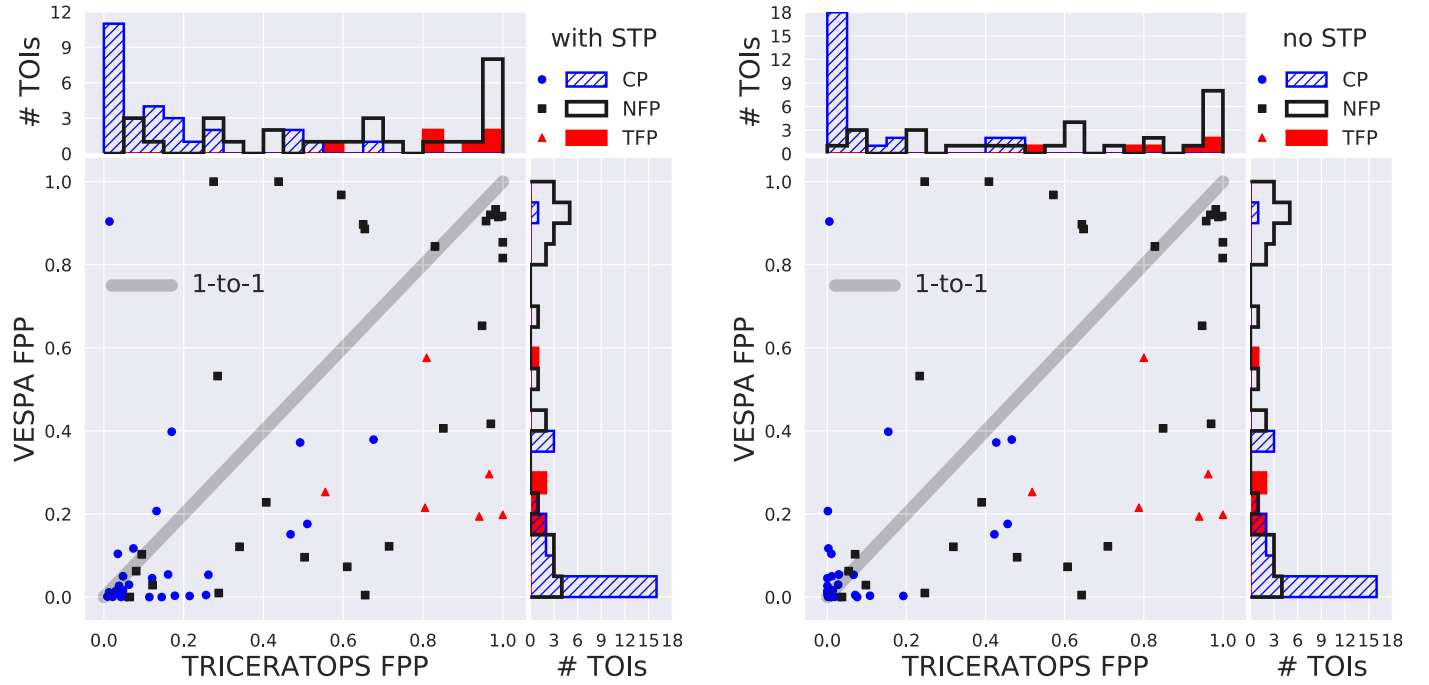 12
9
6
3
0
# TOIs
with STP
CP
NFP
TFP
1.0
0.8
0.6
0.4
0.2
0.0
VESPA FPP
1-to-1
0.0 0.2 0.4 0.6 0.8 1.0
TRICERATOPS FPP
0 3 6 9 12 15 18
# TOIs
18
15
12
9
6
3
0
# TOIs
no STP
CP
NFP
TFP
1.0
0.8
0.6
0.4
0.2
0.0
VESPA FPP
1-to-1
0.0 0.2 0.4 0.6 0.8 1.0
TRICERATOPS FPP
0 3 6 9 12 15 18
# TOIs